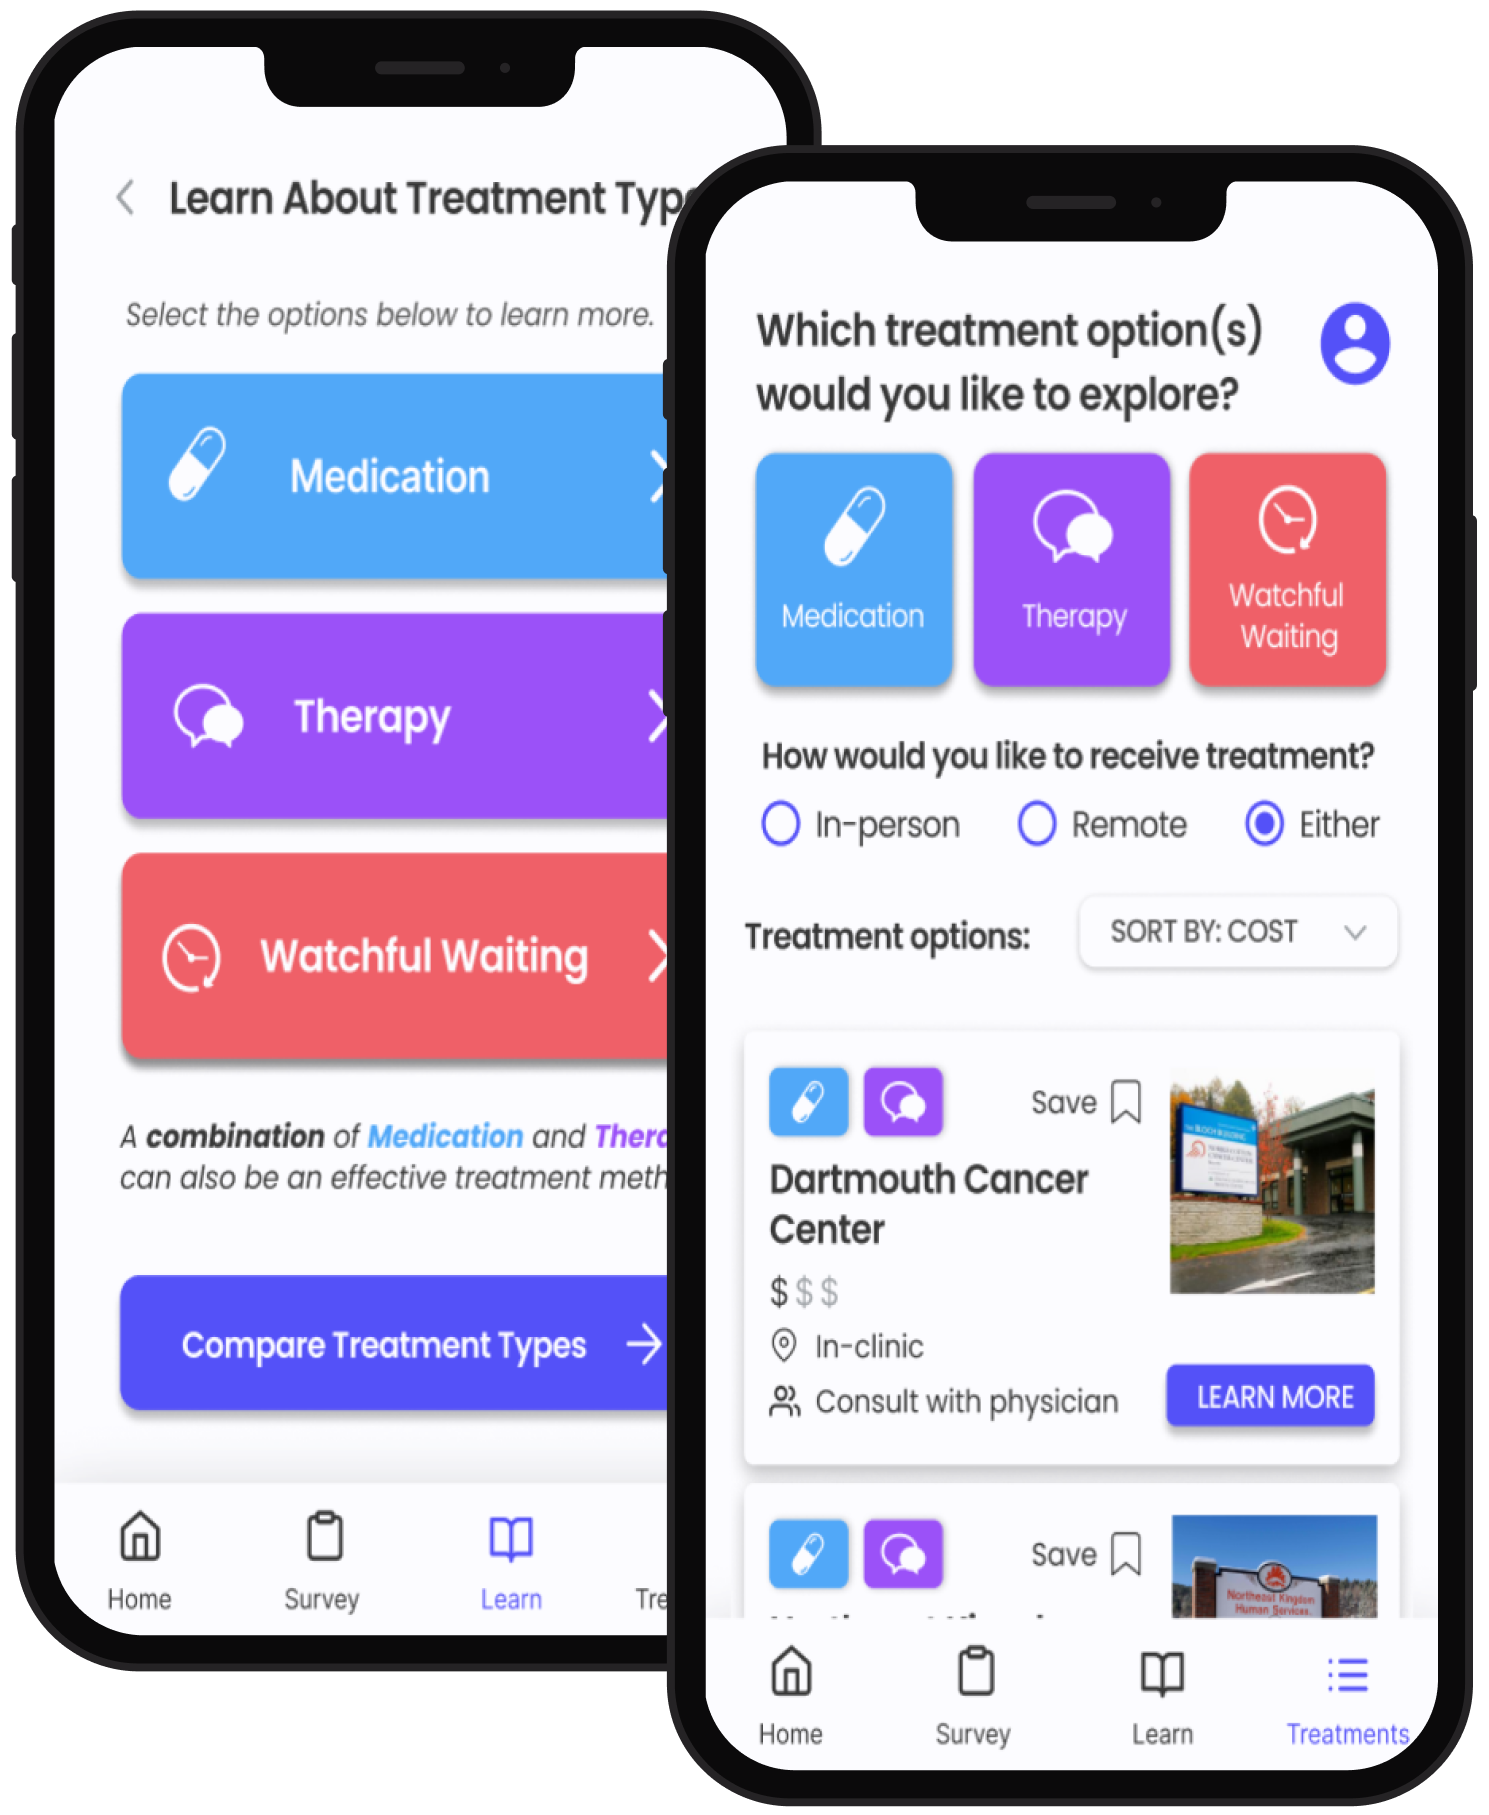 Learn About Treatment Typ
Select the options below to learn more.
Medication
Therapy
Watchful Waiting
A combination of Medication and Thera
can also be an effective treatment meth
Compare Treatment Types
Home
Survey
Learn
Tre
Which treatment option(s)
would you like to explore?
Medication
Therapy
Watchful
Waiting
How would you like to receive treatment?
In-person
Remote
Either
Treatment options:
SORT BY: COST
Save
Dartmouth Cancer
Center
$ $ $
In-clinic
Consult with physician
LEARN MORE
Save
Northeast Kingdom
Human Services
Home
Survey
Learn
Treatments